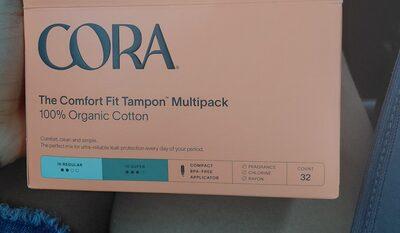 CORA
The Comfort Fit Tampon™ Multipack
100% Organic Cotton
Comfort, clean and simple.
The perfect mix for ultra-reliable leak protection every day of your period.
16 REGULAR
16 SUPER
COMPACT
BPA-FREE
APPLICATOR
FRAGRANCE
CHLORINE
RAYON
COUNT
32